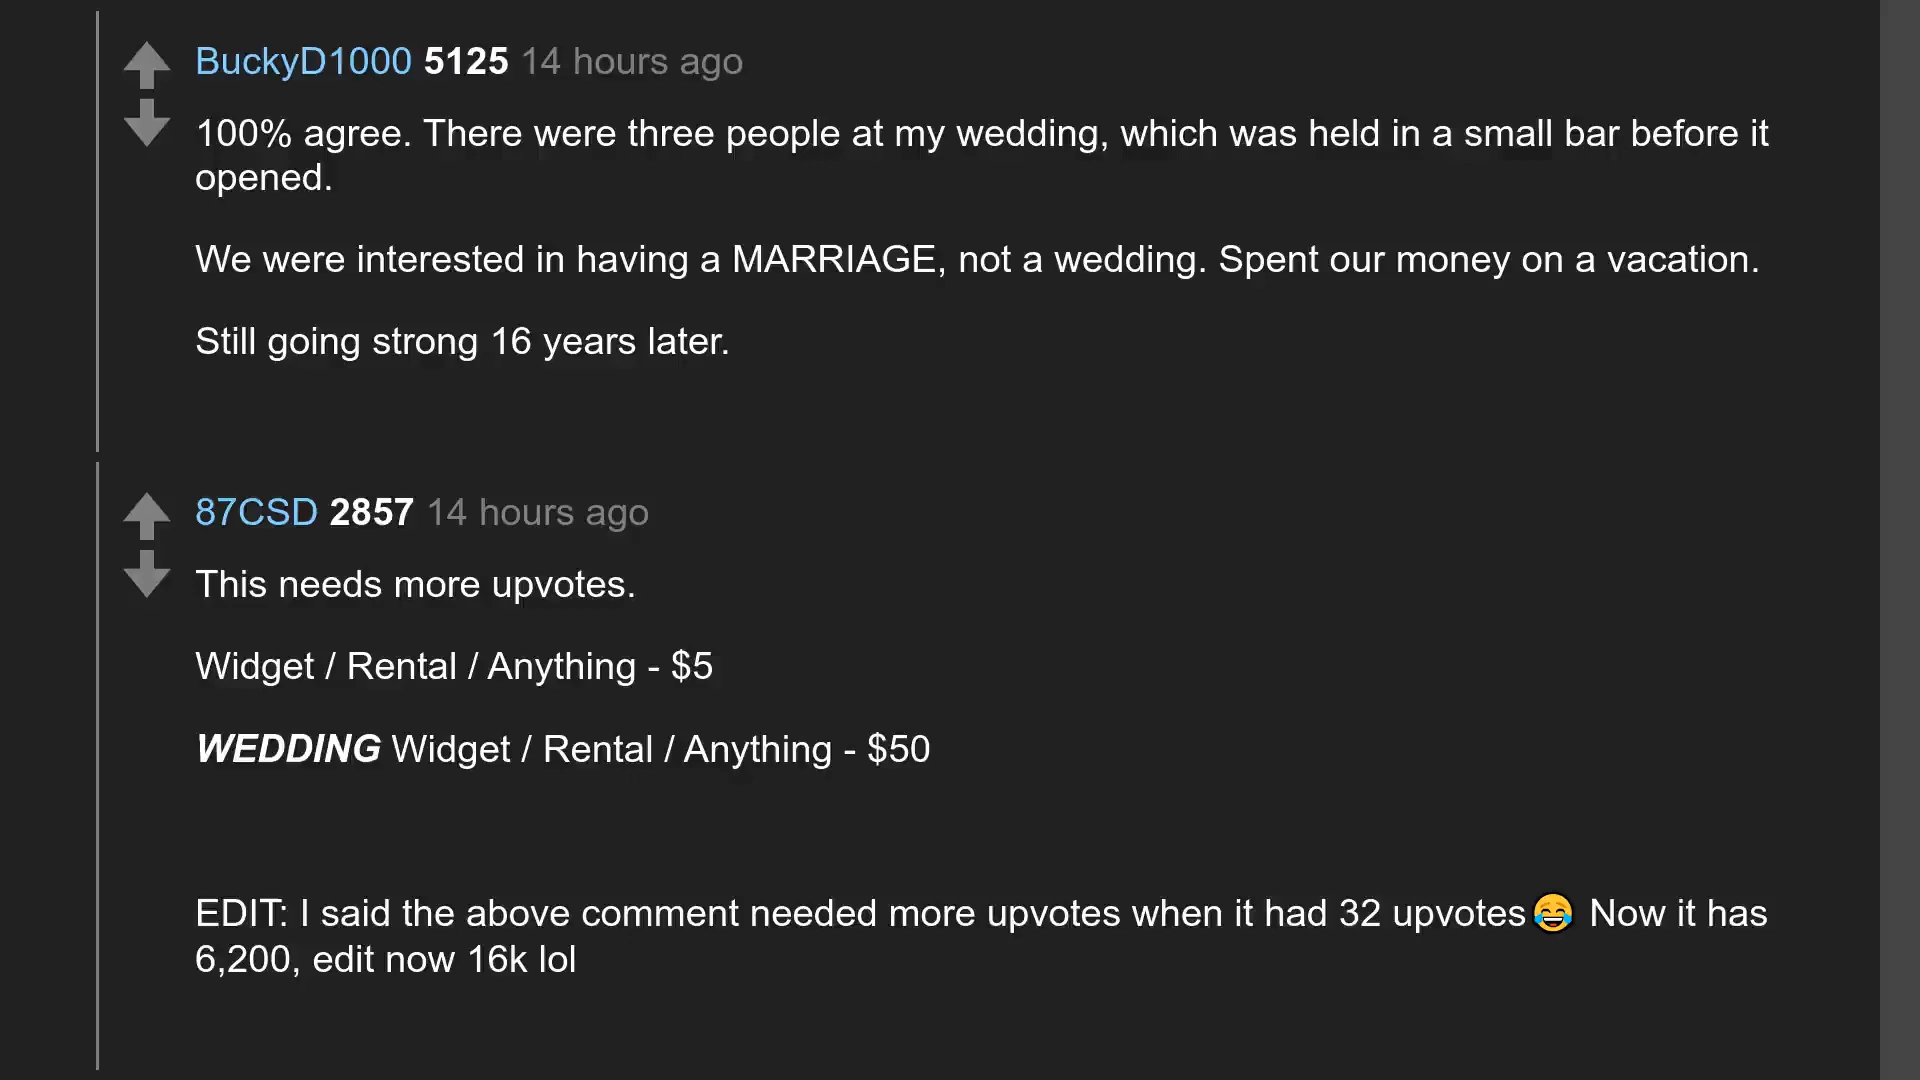 BuckyD1000 5125 14 hours ago
100% agree. There were three people at my wedding, which was held in a small bar before it
opened.
We were interested in having a MARRIAGE, not a wedding. Spent our money on a vacation.
Still going strong 16 years later.
87CSD 2857 14 hours ago
This needs more upvotes.
Widget / Rental / Anything - $5
WEDDING Widget / Rental / Anything - $50
EDIT: I said the above comment needed more upvotes when it had 32 upvotes😂 Now it has
6,200, edit now 16k lol